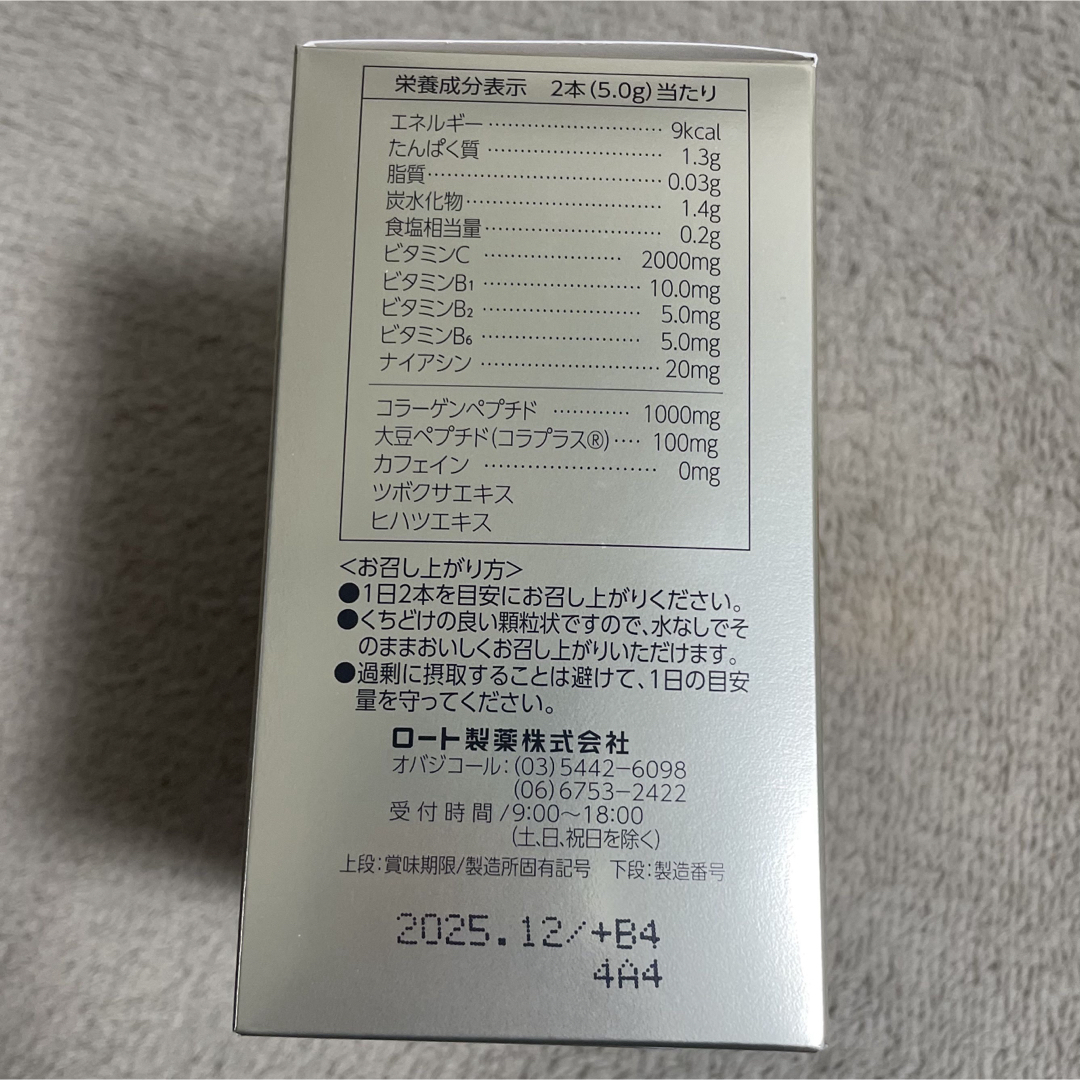 栄養成分表示　2本(5.0g)当たり
エネルギー………………………9kcal
たんぱく質………………………1.3g
脂質………………………………0.03g
炭水化物…………………………1.4g
食塩相当量………………………0.2g
ビタミンC …………………2000mg
ビタミンB1 ……………………10.0mg
ビタミンB2 ……………………5.0mg
ビタミンB6 ……………………5.0mg
ナイアシン………………………20mg
コラーゲンペプチド …………1000mg
大豆ペプチド(コラプラス®)‥‥100mg
カフェイン ……………………0mg
ツボクサエキス
ヒハツエキス
<お召し上がり方>
●1日2本を目安にお召し上がりください。
●くちどけの良い顆粒状ですので、水なしでそ
のままおいしくお召し上がりいただけます。
●過剰に摂取することは避けて、1日の目安
量を守ってください。
ロート製薬株式会社
オバジコール：(03)5442−6098
(06)6753−2422
受付時間/9:00〜18:00
(土、日、祝日を除く)
上段：賞味期限/製造所固有記号　下段：製造番号
2025.12/+B4
4A4